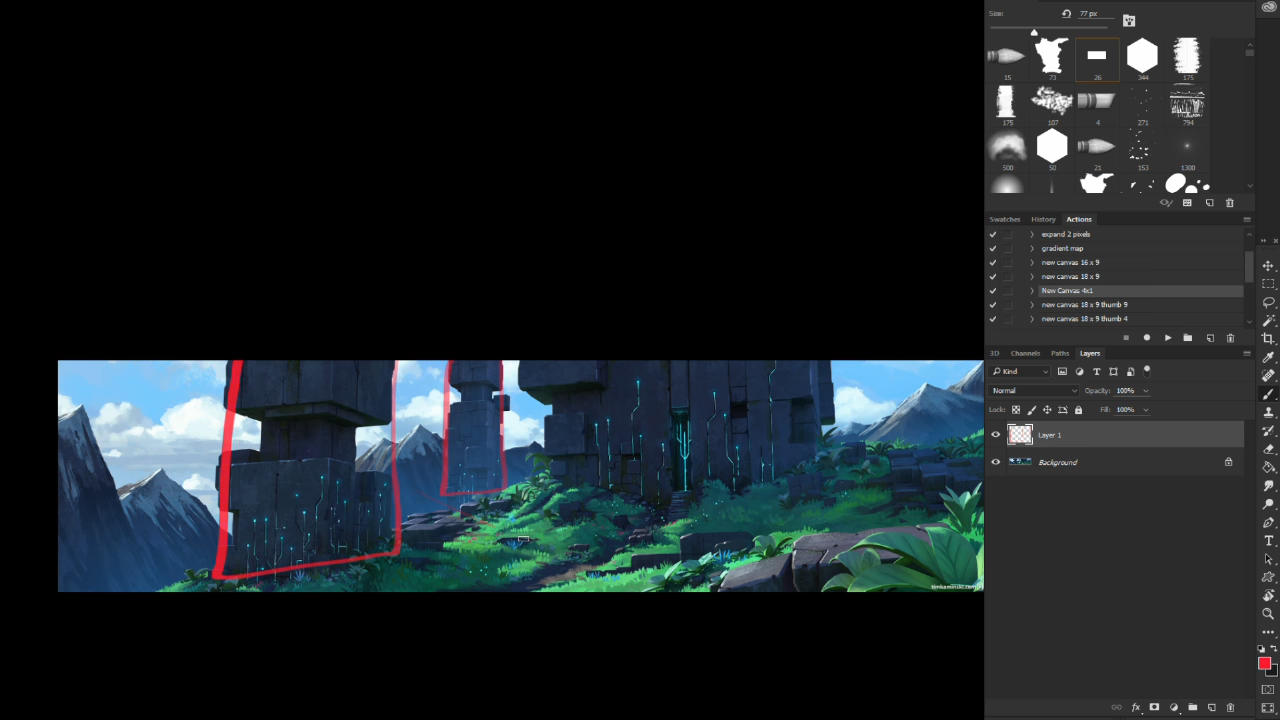 Size: 77 px
15 73 26 344 175
175 107 4 271 794
500 50 21 153 1300
Swatches History Actions
expand 2 pixels
gradient map
new canvas 16 x 9
new canvas 18 x 9
New Canvas 4x1
new canvas 18 x 9 thumb 9
new canvas 18 x 9 thumb 4
3D Channels Paths Layers
Kind
Normal Opacity: 100%
Lock: Fill: 100%
Layer 1
Background